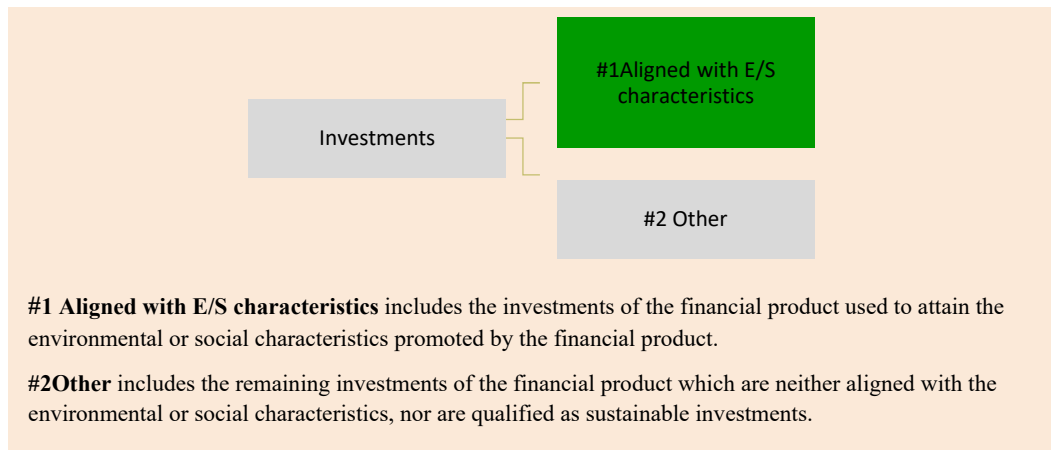 #1Aligned with E/S
characteristics
Investments
#2 Other
#1 Aligned with E/S characteristics includes the investments of the financial product used to attain the
environmental or social characteristics promoted by the financial product.
#2Other includes the remaining investments of the financial product which are neither aligned with the
environmental or social characteristics, nor are qualified as sustainable investments.